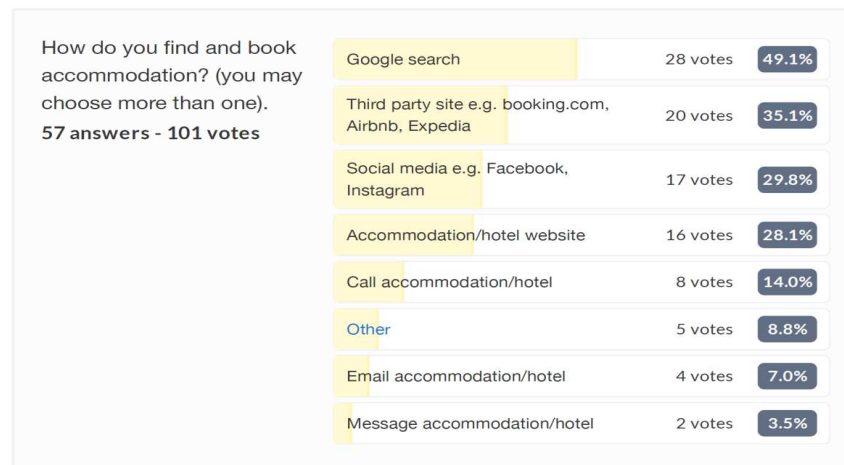 How do you find and book
accommodation? (you may
choose more than one).
57 answers - 101 votes
Google search 28 votes 49.1%
Third party site e.g. booking.com,
Airbnb, Expedia 20 votes 35.1%
Social media e.g. Facebook,
Instagram 17 votes 29.8%
Accommodation/hotel website 16 votes 28.1%
Call accommodation/hotel 8 votes 14.0%
Other 5 votes 8.8%
Email accommodation/hotel 4 votes 7.0%
Message accommodation/hotel 2 votes 3.5%